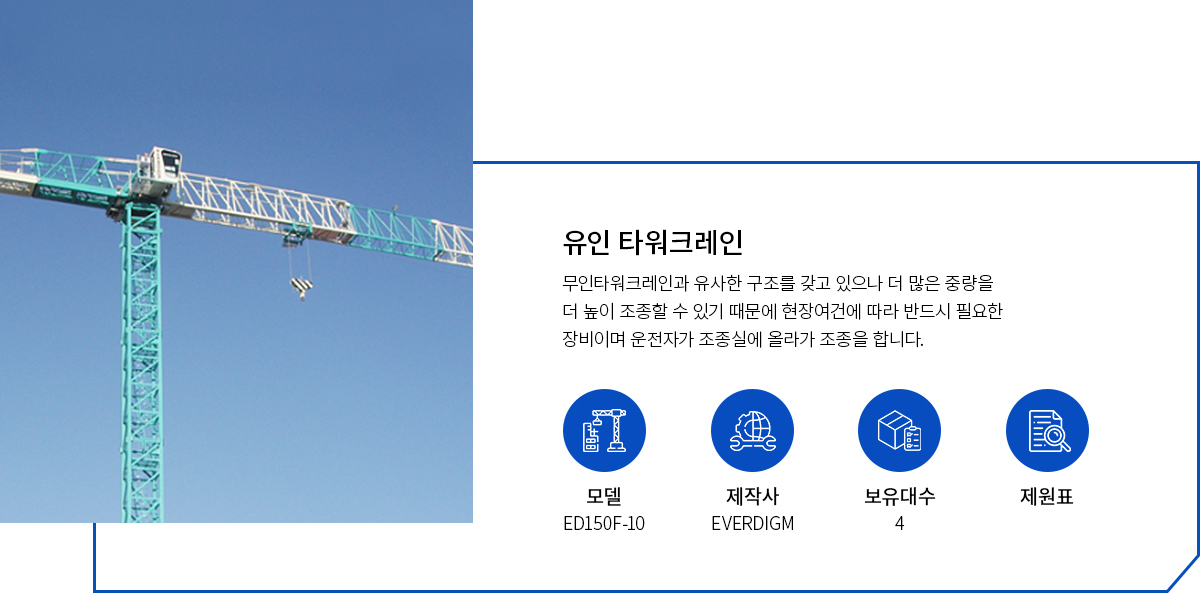 유인 타워크레인
무인타워크레인과 유사한 구조를 갖고 있으나 더 많은 중량을
더 높이 조종할 수 있기 때문에 현장여건에 따라 반드시 필요한
장비이며 운전자가 조종실에 올라가 조종을 합니다.
모델 제작사 보유대수 제원표
ED150F-10 EVERDIGM 4